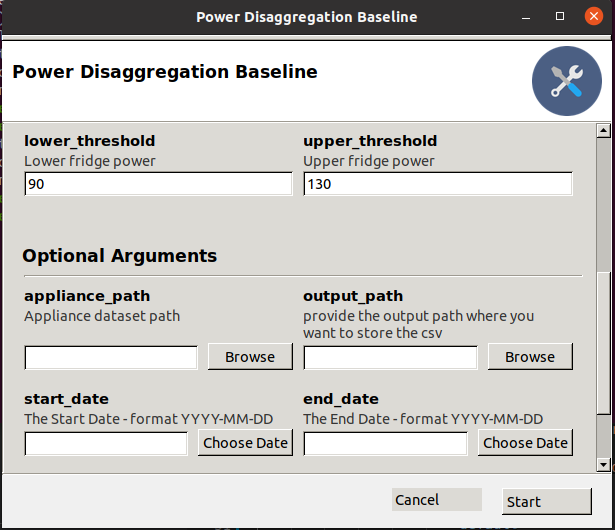 Power Disaggregation Baseline
Power Disaggregation Baseline
lower_threshold
upper_threshold
Lower fridge power
Upper fridge power
90
130
Optional Arguments
appliance_path
output_path
Appliance dataset path
provide the output path where you
want to store the csv
Browse
Browse
start_date
end_date
The Start Date - format YYYY-MM-DD
The End Date - format YYYY-MM-DD
Choose Date
Choose Date
Cancel
Start